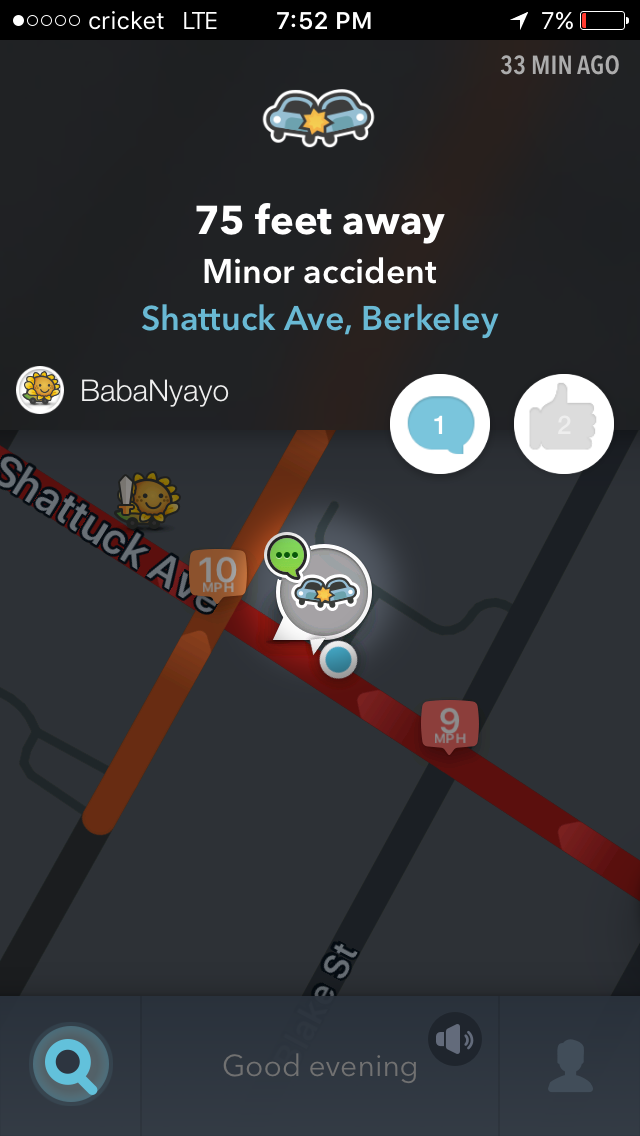 cricket LTE 7:52 PM 7%
33 MIN AGO
75 feet away
Minor accident
Shattuck Ave, Berkeley
BabaNyayo
1
2
Shattuck Ave
10
MPH
9
MPH
St
Good evening